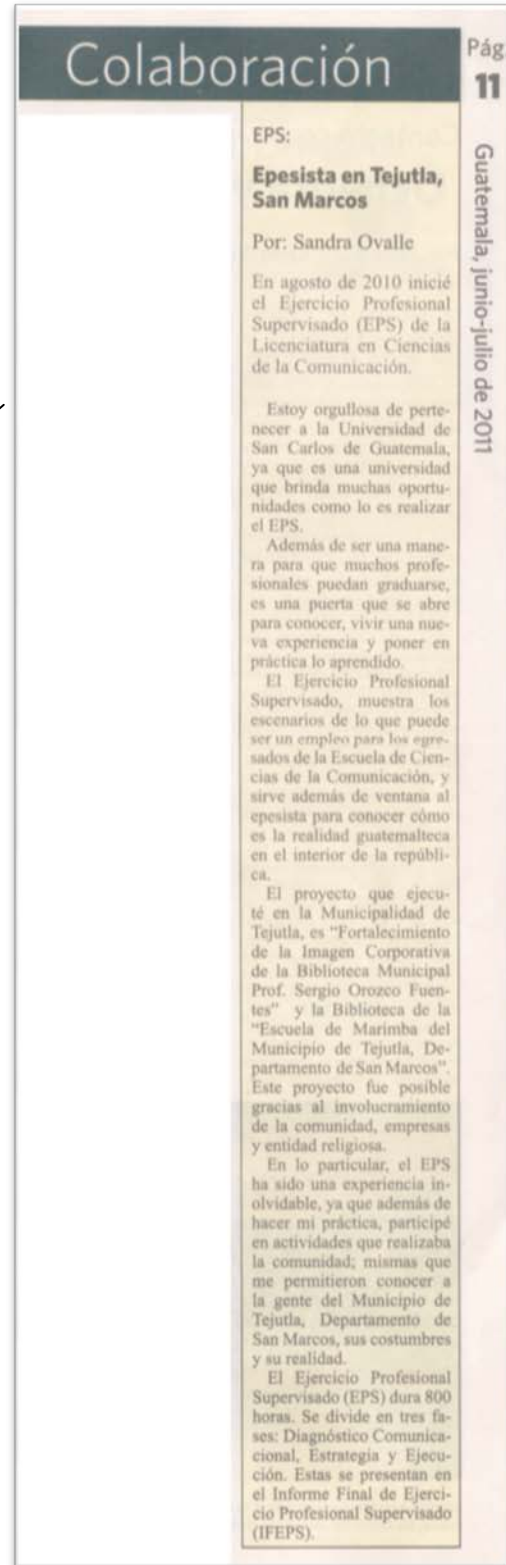 Colaboración
Pág
11
Guatemala, junio-julio de 2011
EPS:
Epesista en Tejutla,
San Marcos
Por: Sandra Ovalle
En agosto de 2010 inicié
el Ejercicio Profesional
Supervisado (EPS) de la
Licenciatura en Ciencias
de la Comunicación.
Estoy orgullosa de perte-
necer a la Universidad de
San Carlos de Guatemala,
ya que es una universidad
que brinda muchas oportu-
nidades como lo es realizar
el EPS.
Además de ser una mane-
ra para que muchos profe-
sionales puedan graduarse,
es una puerta que se abre
para conocer, vivir una nue-
va experiencia y poner en
práctica lo aprendido.
El Ejercicio Profesional
Supervisado, muestra los
escenarios de lo que puede
ser un empleo para los egre-
sados de la Escuela de Cien-
cias de la Comunicación, y
sirve además de ventana al
epesista para conocer cómo
es la realidad guatemalteca
en el interior de la repúbli-
ca.
El proyecto que ejecu-
té en la Municipalidad de
Tejutla, es “Fortalecimiento
de la Imagen Corporativa
de la Biblioteca Municipal
Prof. Sergio Orozco Fuen-
tes” y la Biblioteca de la
“Escuela de Marimba del
Municipio de Tejutla, De-
partamento de San Marcos”.
Este proyecto fue posible
gracias al involucramiento
de la comunidad, empresas
y entidad religiosa.
En lo particular, el EPS
ha sido una experiencia in-
olvidable, ya que además de
hacer mi práctica, participé
en actividades que realizaba
la comunidad; mismas que
me permitieron conocer a
la gente del Municipio de
Tejutla, Departamento de
San Marcos, sus costumbres
y su realidad.
El Ejercicio Profesional
Supervisado (EPS) dura 800
horas. Se divide en tres fa-
ses: Diagnóstico Comunica-
cional, Estrategia y Ejecu-
ción. Estas se presentan en
el Informe Final de Ejerci-
cio Profesional Supervisado
(IFEPS).